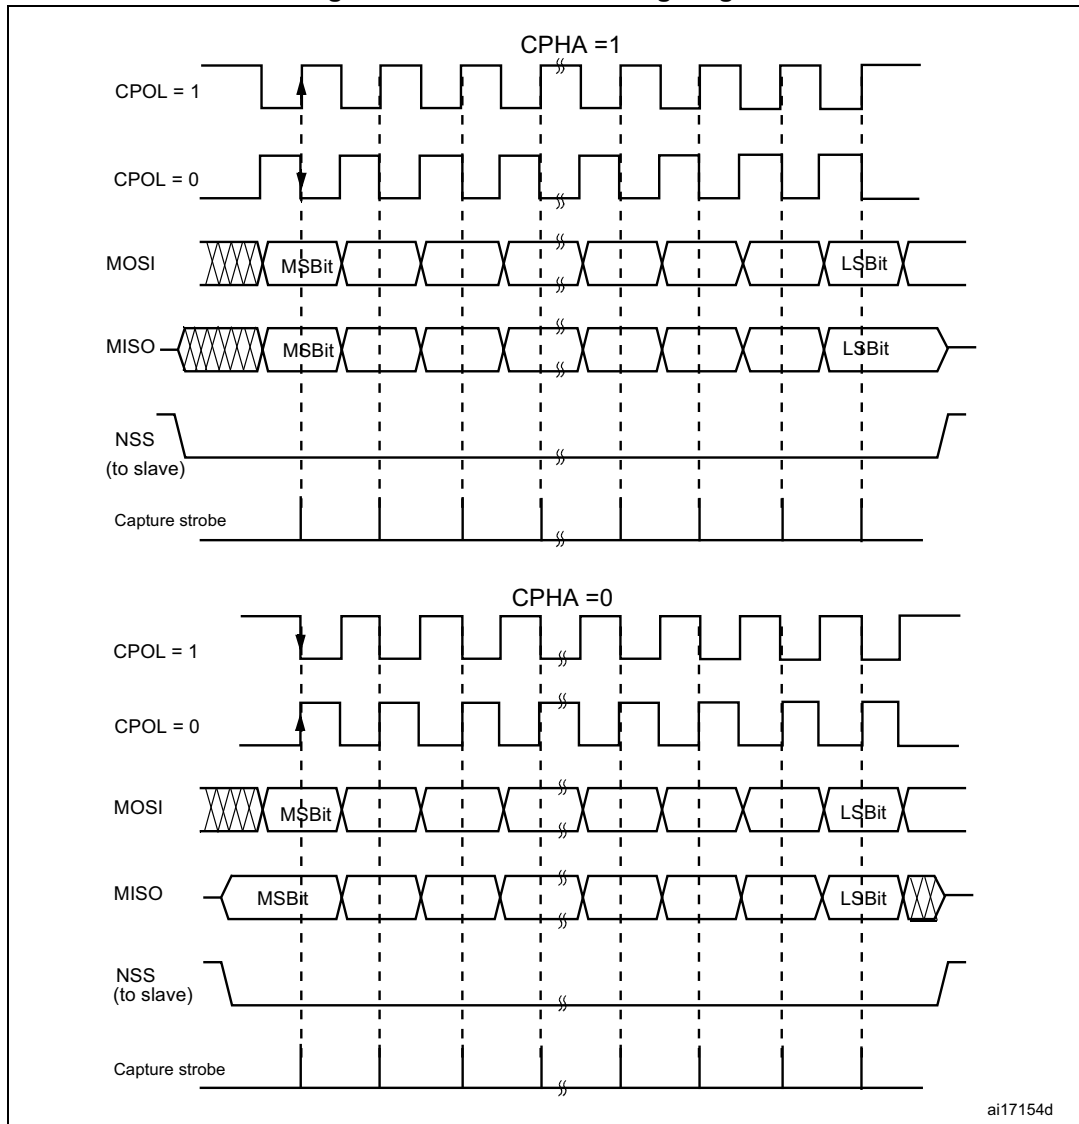 CPHA =1
CPOL = 1
CPOL = 0
MOSI
MSBit
LSBit
MISO
MSBit
LSBit
NSS
(to slave)
Capture strobe
CPHA =0
CPOL = 1
CPOL = 0
MOSI
MSBit
LSBit
MISO
MSBit
LSBit
NSS
(to slave)
Capture strobe
ai17154d